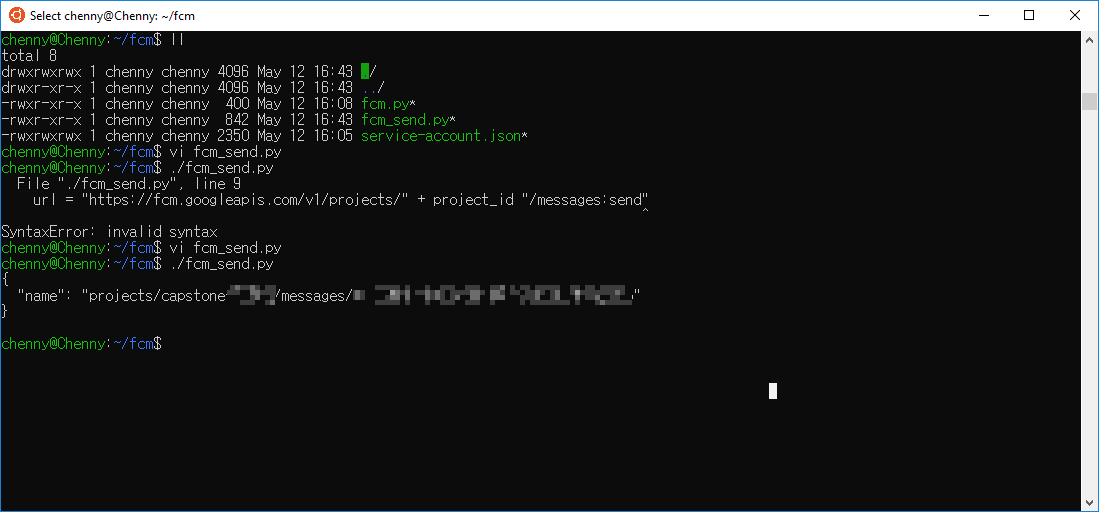 Select chenny@Chenny: ~/fcm
chenny@Chenny:~/fcm$ ll
total 8
drwxrwxrwx 1 chenny chenny 4096 May 12 16:43 ./
drwxr-xr-x 1 chenny chenny 4096 May 12 16:43 ../
-rwxr-xr-x 1 chenny chenny  400 May 12 16:08 fcm.py*
-rwxr-xr-x 1 chenny chenny  842 May 12 16:43 fcm_send.py*
-rwxrwxrwx 1 chenny chenny 2350 May 12 16:05 service-account.json*
chenny@Chenny:~/fcm$ vi fcm_send.py
chenny@Chenny:~/fcm$ ./fcm_send.py
  File "./fcm_send.py", line 9
    url = "https://fcm.googleapis.com/v1/projects/" + project_id "/messages:send"
                                                                                ^
SyntaxError: invalid syntax
chenny@Chenny:~/fcm$ vi fcm_send.py
chenny@Chenny:~/fcm$ ./fcm_send.py
{
  "name": "projects/capstone /messages/ "
}
chenny@Chenny:~/fcm$